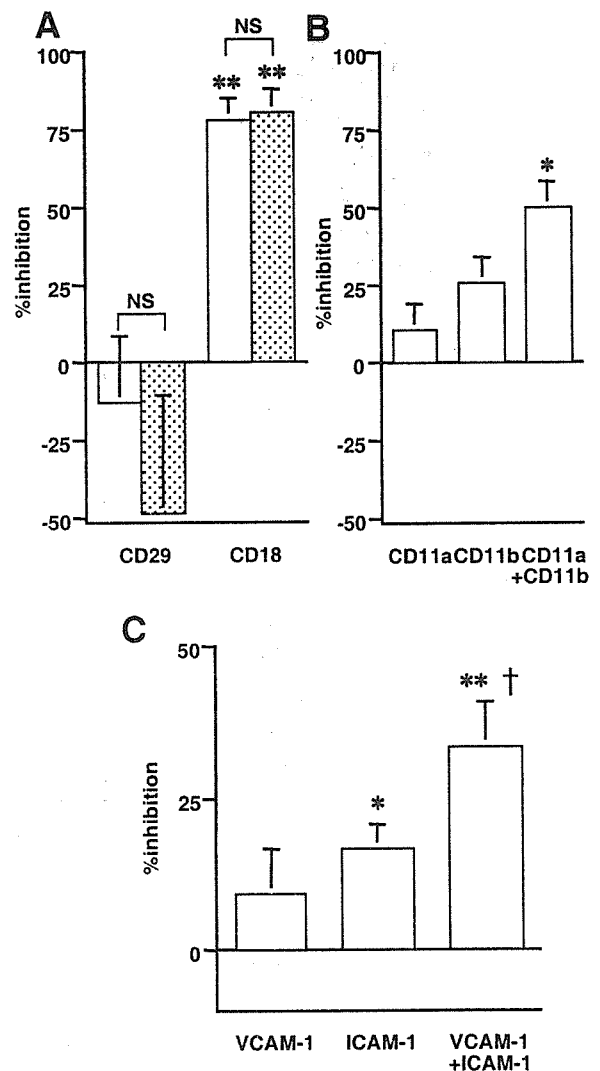 A
NS
B
100
75
50
25
0
-25
-50
%inhibition
**
**
NS
CD29
CD18
100
75
50
25
0
-25
-50
%inhibition
*
CD11a CD11b CD11a
+CD11b
C
50
25
0
%inhibition
*
** †
VCAM-1
ICAM-1
VCAM-1
+ICAM-1